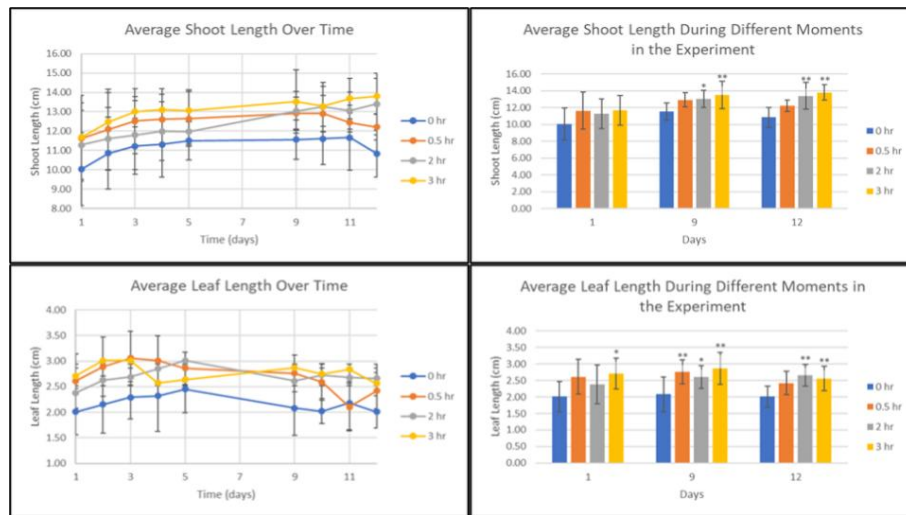 Average Shoot Length Over Time
16.00
15.00
14.00
13.00
12.00
11.00
10.00
9.00
8.00
Shoot Length (cm)
1 3 5 7 9 11
Time (days)
0 hr
0.5 hr
2 hr
3 hr
Average Shoot Length During Different Moments
in the Experiment
16.00
14.00
12.00
10.00
8.00
6.00
4.00
2.00
0.00
Shoot Length (cm)
* ** ** **
1 9 12
Days
0 hr
0.5 hr
2 hr
3 hr
Average Leaf Length Over Time
4.00
3.50
3.00
2.50
2.00
1.50
1.00
Leaf Length (cm)
1 3 5 7 9 11
Time (days)
0 hr
0.5 hr
2 hr
3 hr
Average Leaf Length During Different Moments in
the Experiment
4.00
3.50
3.00
2.50
2.00
1.50
1.00
0.50
0.00
Leaf Length (cm)
* ** * ** ** **
1 9 12
Days
0 hr
0.5 hr
2 hr
3 hr